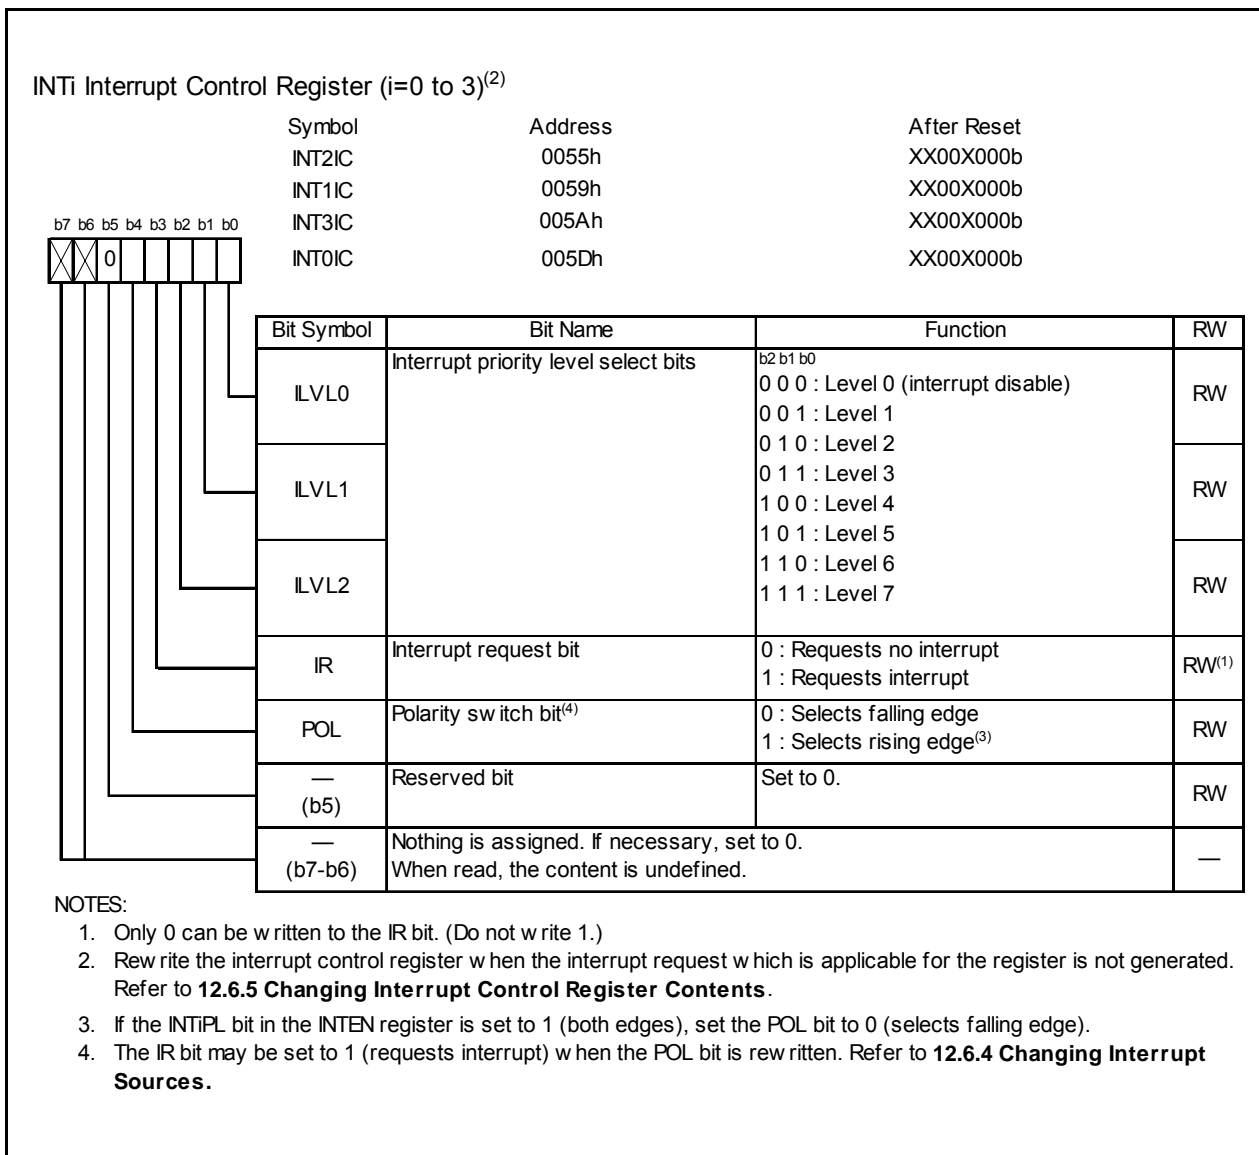 INTi Interrupt Control Register (i=0 to 3)(2)
Symbol Address After Reset
INT2IC 0055h XX00X000b
INT1IC 0059h XX00X000b
INT3IC 005Ah XX00X000b
b7 b6 b5 b4 b3 b2 b1 b0
0 INT0IC 005Dh XX00X000b
Bit Symbol Bit Name Function RW
ILVL0 Interrupt priority level select bits b2 b1 b0
0 0 0 : Level 0 (interrupt disable) RW
0 0 1 : Level 1
0 1 0 : Level 2
ILVL1 0 1 1 : Level 3 RW
1 0 0 : Level 4
1 0 1 : Level 5
ILVL2 1 1 0 : Level 6 RW
1 1 1 : Level 7
IR Interrupt request bit 0 : Requests no interrupt RW(1)
1 : Requests interrupt
POL Polarity switch bit(4) 0 : Selects falling edge RW
1 : Selects rising edge(3)
— Reserved bit Set to 0. RW
(b5)
— Nothing is assigned. If necessary, set to 0. —
(b7-b6) When read, the content is undefined.
NOTES:
1. Only 0 can be written to the IR bit. (Do not write 1.)
2. Rewrite the interrupt control register when the interrupt request which is applicable for the register is not generated.
Refer to 12.6.5 Changing Interrupt Control Register Contents.
3. If the INTiPL bit in the INTEN register is set to 1 (both edges), set the POL bit to 0 (selects falling edge).
4. The IR bit may be set to 1 (requests interrupt) when the POL bit is rewritten. Refer to 12.6.4 Changing Interrupt
Sources.